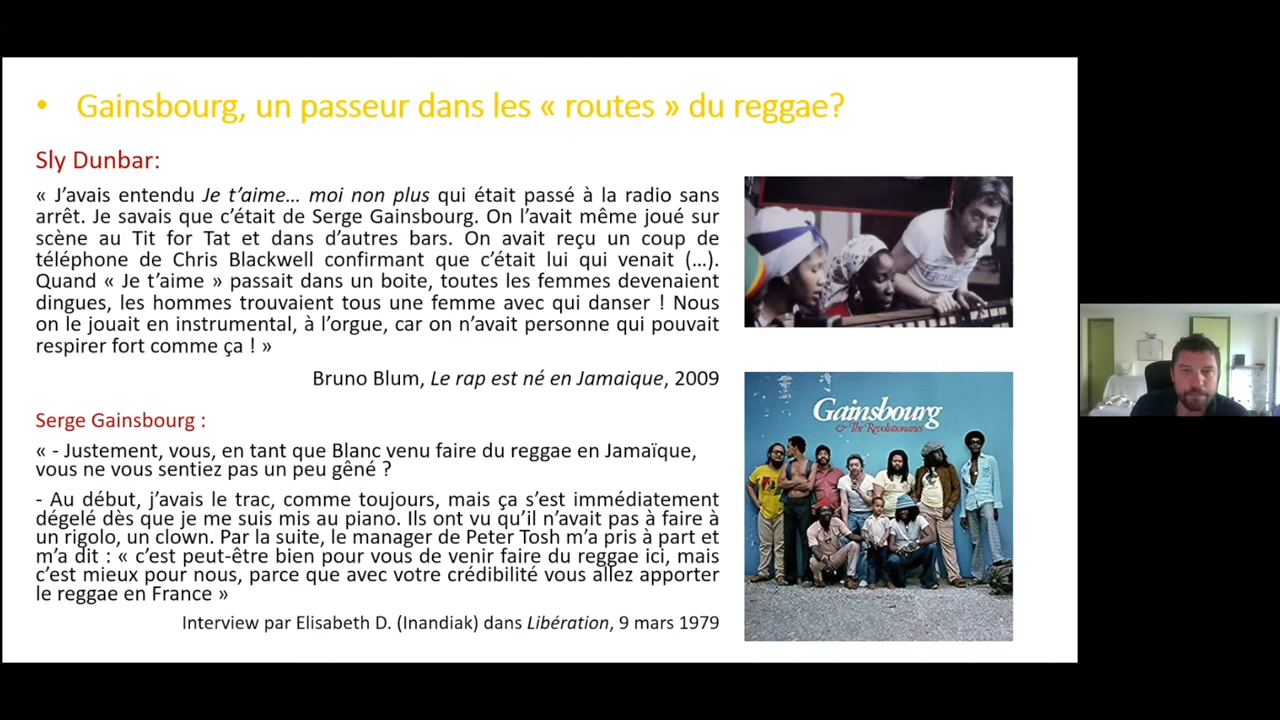 • Gainsbourg, un passeur dans les « routes » du reggae?
Sly Dunbar:
« J’avais entendu Je t’aime… moi non plus qui était passé à la radio sans
arrêt. Je savais que c’était de Serge Gainsbourg. On l’avait même joué sur
scène au Tit for Tat et dans d’autres bars. On avait reçu un coup de
téléphone de Chris Blackwell confirmant que c’était lui qui venait (…).
Quand « Je t’aime » passait dans un boite, toutes les femmes devenaient
dingues, les hommes trouvaient tous une femme avec qui danser ! Nous
on le jouait en instrumental, à l’orgue, car on n’avait personne qui pouvait
respirer fort comme ça ! »
Bruno Blum, Le rap est né en Jamaique, 2009
Serge Gainsbourg :
« - Justement, vous, en tant que Blanc venu faire du reggae en Jamaïque,
vous ne vous sentiez pas un peu gêné ?
- Au début, j’avais le trac, comme toujours, mais ça s’est immédiatement
dégelé dès que je me suis mis au piano. Ils ont vu qu’il n’avait pas à faire à
un rigolo, un clown. Par la suite, le manager de Peter Tosh m’a pris à part et
m’a dit : « c’est peut-être bien pour vous de venir faire du reggae ici, mais
c’est mieux pour nous, parce que avec votre crédibilité vous allez apporter
le reggae en France »
Interview par Elisabeth D. (Inandiak) dans Libération, 9 mars 1979
Gainsbourg
& The Revolutionaries